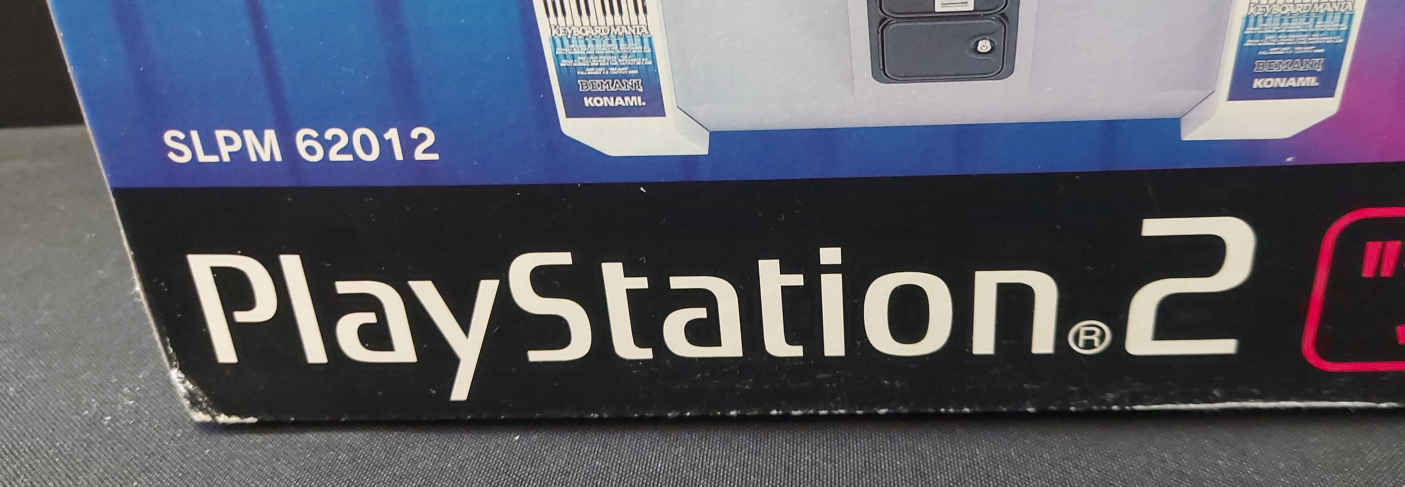 KEYBOARDMANIA
BEMANI
KONAMI.
KEYBOARDMANIA
BEMANI
KONAMI.
SLPM 62012
PlayStation®2
"